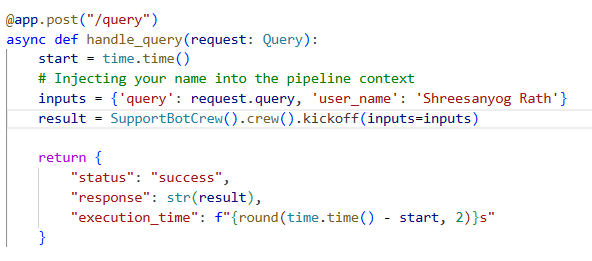 @app.post("/query")
async def handle_query(request: Query):
    start = time.time()
    # Injecting your name into the pipeline context
    inputs = {'query': request.query, 'user_name': 'Shreesanyog Rath'}
    result = SupportBotCrew().crew().kickoff(inputs=inputs)

    return {
        "status": "success",
        "response": str(result),
        "execution_time": f"{round(time.time() - start, 2)}s"
    }